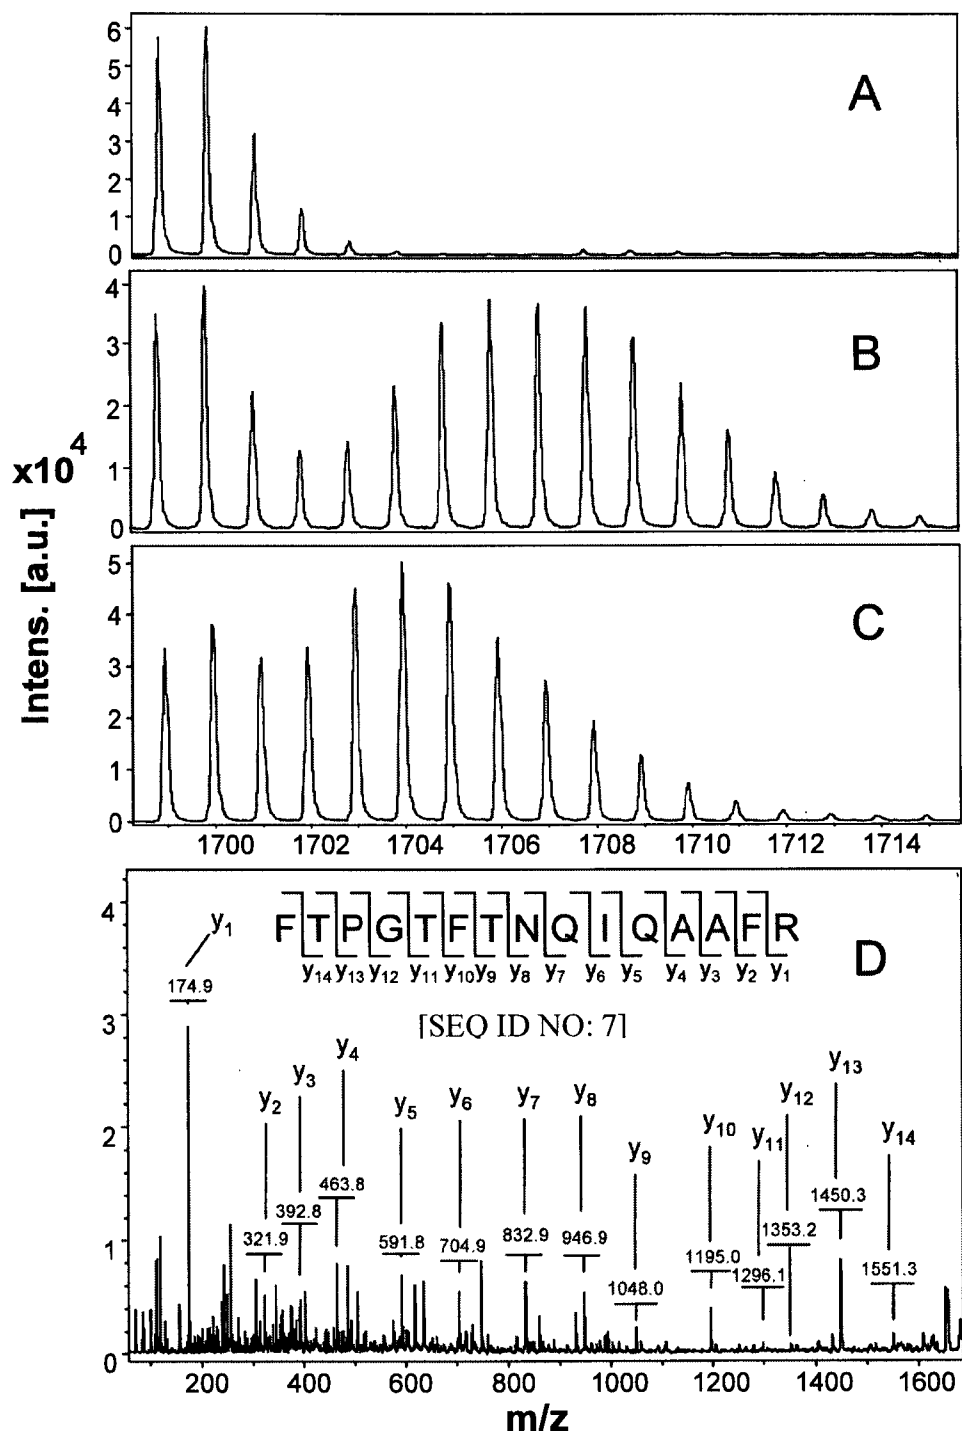 6
5
4
3
2
1
0
A
4
3
2
1
0
B
x10 4
Intens. [a.u.]
5
4
3
2
1
0
C
1700 1702 1704 1706 1708 1710 1712 1714
4
3
2
1
0
D
F T P G T F T N Q I Q A A F R
y14 y13 y12 y11 y10 y9 y8 y7 y6 y5 y4 y3 y2 y1
[SEQ ID NO: 7]
y1
174.9
y2
321.9
y3
392.8
y4
463.8
y5
591.8
y6
704.9
y7
832.9
y8
946.9
y9
1048.0
y10
1195.0
y11
1296.1
y12
1353.2
y13
1450.3
y14
1551.3
200 400 600 800 1000 1200 1400 1600
m/z